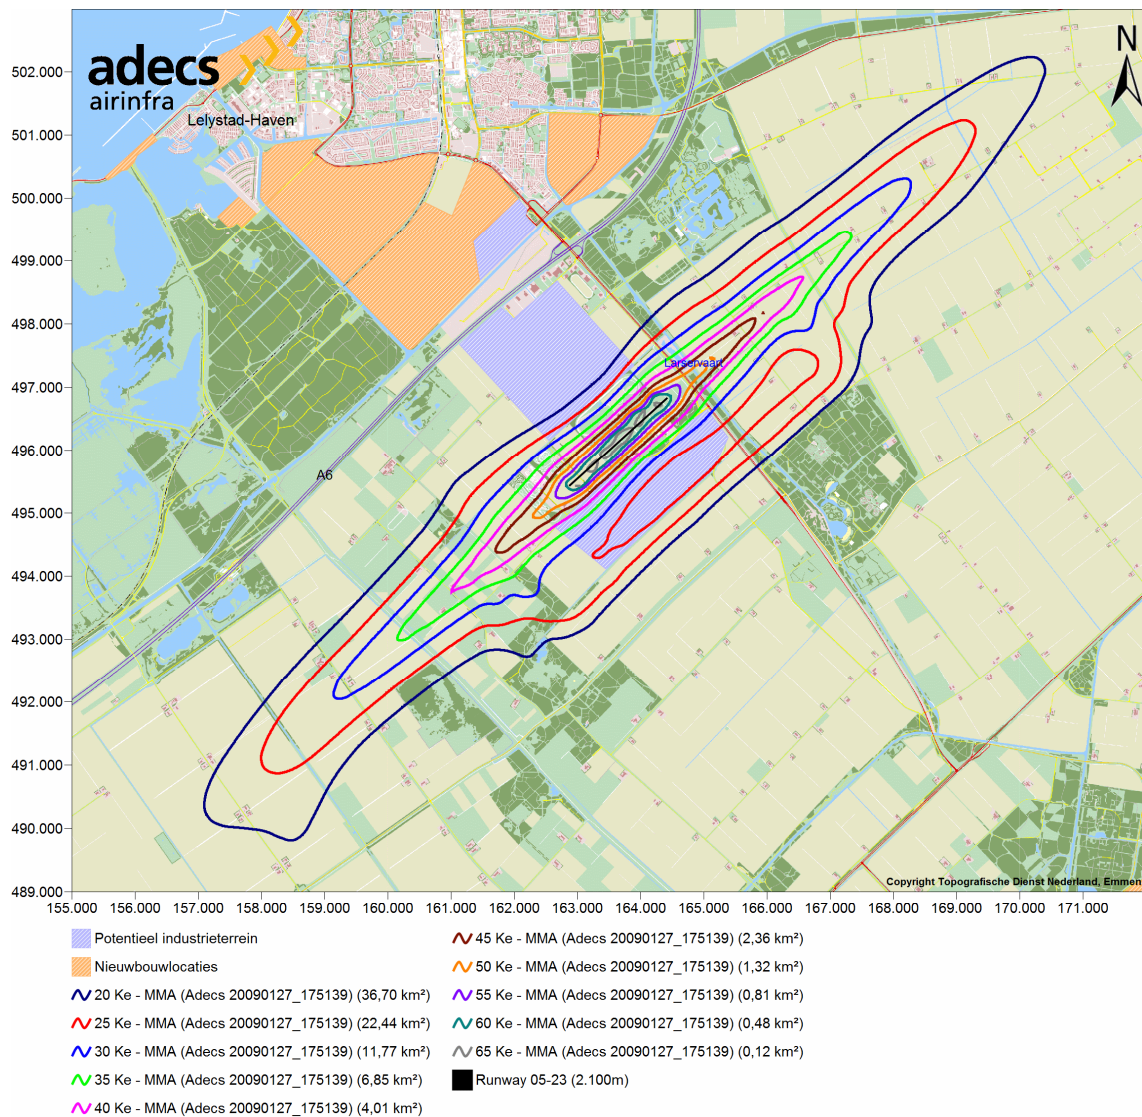 adecs
airinfra
N
Lelystad-Haven
Larservaart
A6
502.000
501.000
500.000
499.000
498.000
497.000
496.000
495.000
494.000
493.000
492.000
491.000
490.000
489.000
Copyright Topografische Dienst Nederland, Emmen
155.000 156.000 157.000 158.000 159.000 160.000 161.000 162.000 163.000 164.000 165.000 166.000 167.000 168.000 169.000 170.000 171.000
Potentieel industrieterrein
Nieuwbouwlocaties
20 Ke - MMA (Adecs 20090127_175139) (36,70 km²)
25 Ke - MMA (Adecs 20090127_175139) (22,44 km²)
30 Ke - MMA (Adecs 20090127_175139) (11,77 km²)
35 Ke - MMA (Adecs 20090127_175139) (6,85 km²)
40 Ke - MMA (Adecs 20090127_175139) (4,01 km²)
45 Ke - MMA (Adecs 20090127_175139) (2,36 km²)
50 Ke - MMA (Adecs 20090127_175139) (1,32 km²)
55 Ke - MMA (Adecs 20090127_175139) (0,81 km²)
60 Ke - MMA (Adecs 20090127_175139) (0,48 km²)
65 Ke - MMA (Adecs 20090127_175139) (0,12 km²)
Runway 05-23 (2.100m)